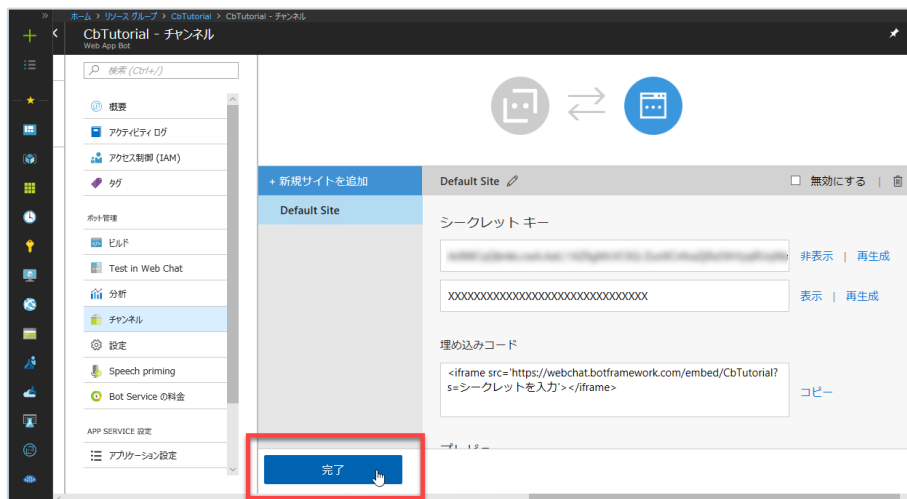 ホーム > リソース グループ > CbTutorial > CbTutorial - チャンネル
CbTutorial - チャンネル
Web App Bot
検索 (Ctrl+/)
概要
アクティビティ ログ
アクセス制御 (IAM)
タグ
ボット管理
ビルド
Test in Web Chat
分析
チャンネル
設定
Speech priming
Bot Service の料金
APP SERVICE 設定
アプリケーション設定
+ 新規サイトを追加
Default Site
Default Site
無効にする
シークレット キー
非表示 | 再生成
XXXXXXXXXXXXXXXXXXXXXXXXXXXXXXXX
表示 | 再生成
埋め込みコード
<iframe src='https://webchat.botframework.com/embed/CbTutorial?
s=シークレットを入力'></iframe>
コピー
プレビュー
完了